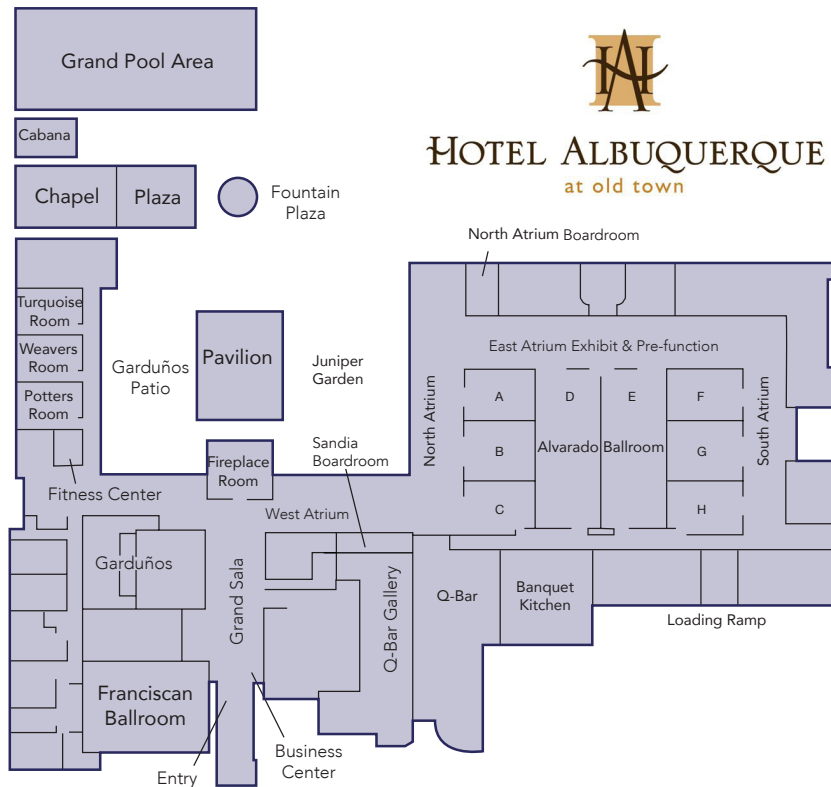 Grand Pool Area
HOTEL ALBUQUERQUE
at old town
Cabana
Chapel
Plaza
Fountain
Plaza
North Atrium Boardroom
Turquoise
Room
Weavers
Room
Potters
Room
Garduños
Patio
Pavilion
Juniper
Garden
East Atrium Exhibit & Pre-function
North Atrium
A
B
C
D
E
Alvarado Ballroom
F
G
H
South Atrium
Sandia
Boardroom
Fireplace
Room
Fitness Center
West Atrium
Garduños
Grand Sala
Q-Bar Gallery
Q-Bar
Banquet
Kitchen
Loading Ramp
Franciscan
Ballroom
Business
Center
Entry